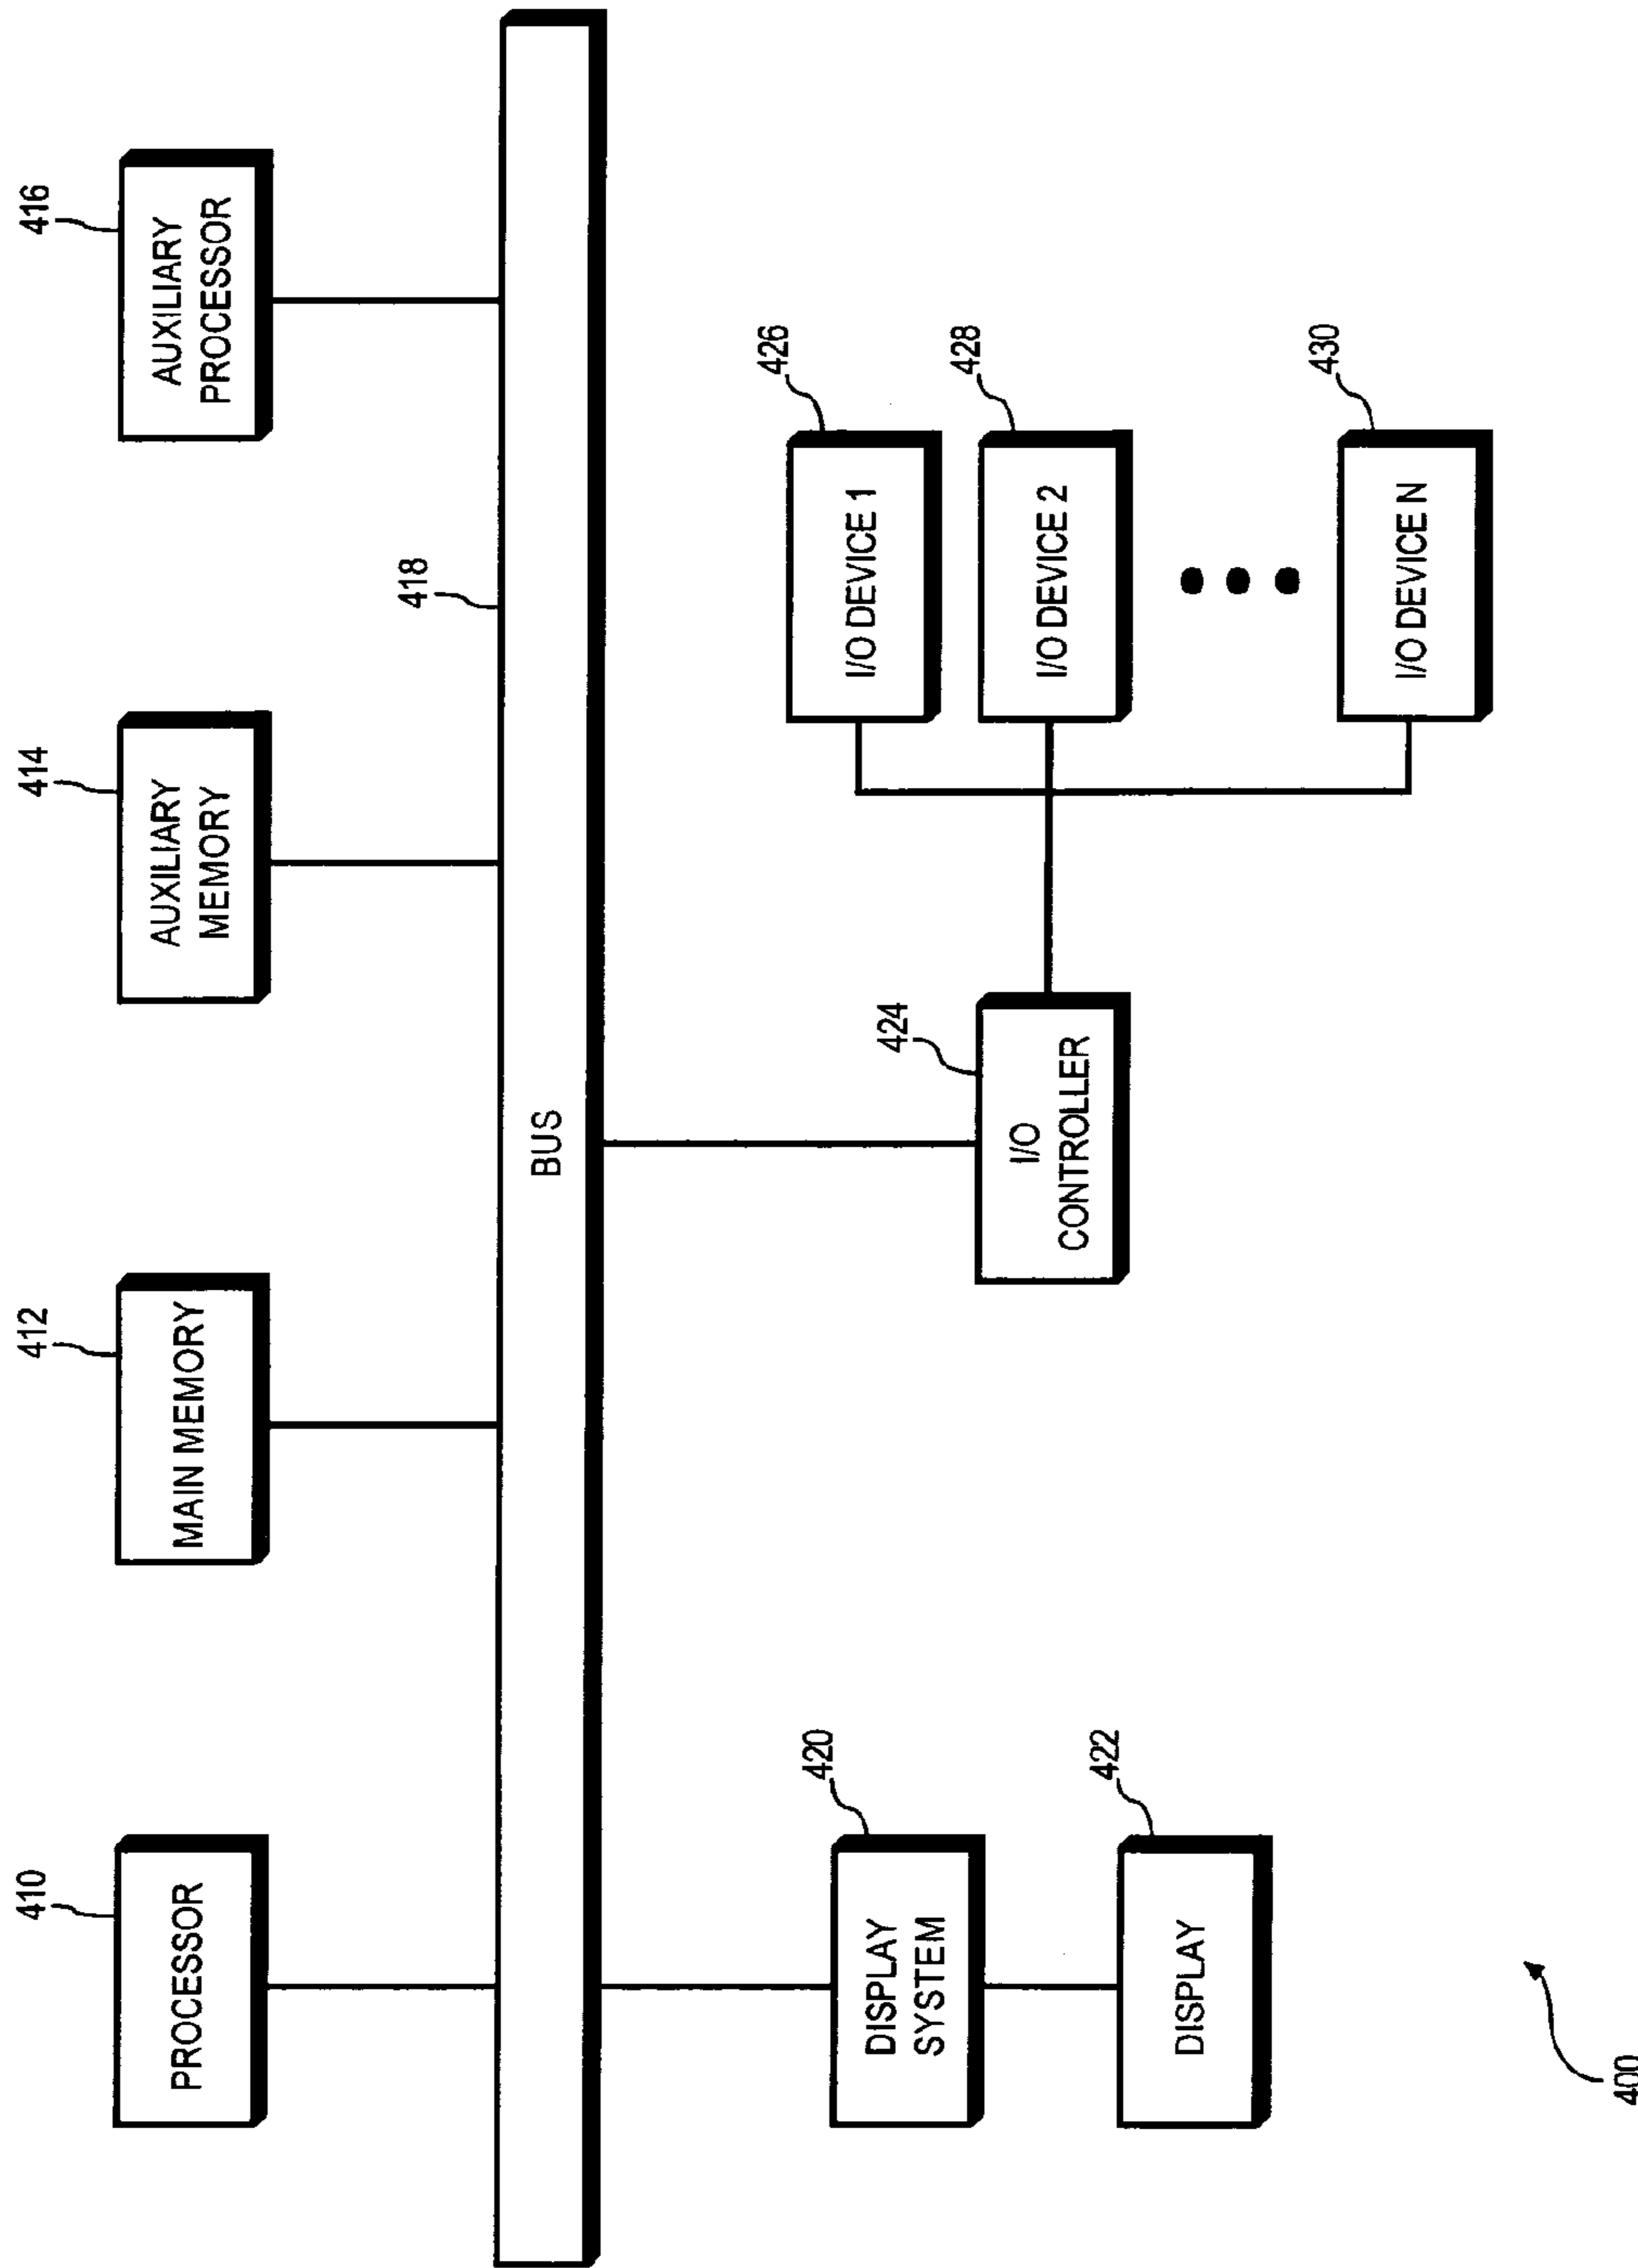 410
PROCESSOR
412
MAIN MEMORY
414
AUXILIARY
MEMORY
416
AUXILIARY
PROCESSOR
418
BUS
420
DISPLAY
SYSTEM
422
DISPLAY
424
I/O
CONTROLLER
426
I/O DEVICE 1
428
I/O DEVICE 2
430
I/O DEVICE N
400